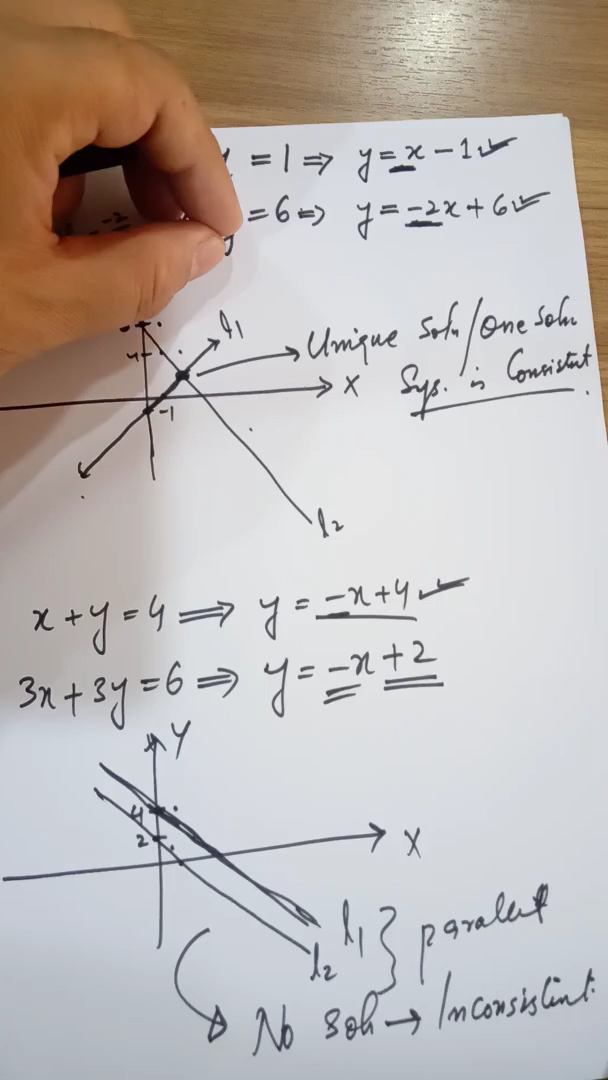 = 1 ⇒ y = x - 1 ✓
-2
y = 6 ⇒ y = -2x + 6 ✓
l1
4
Unique soln / One soln
X
Sys. is Consistent.
-1
l2
x + y = 4 ⇒ y = -x + 4 ✓
3x + 3y = 6 ⇒ y = -x + 2
Y
4
2
X
l1 } parallel
l2
No soln → Inconsistent.